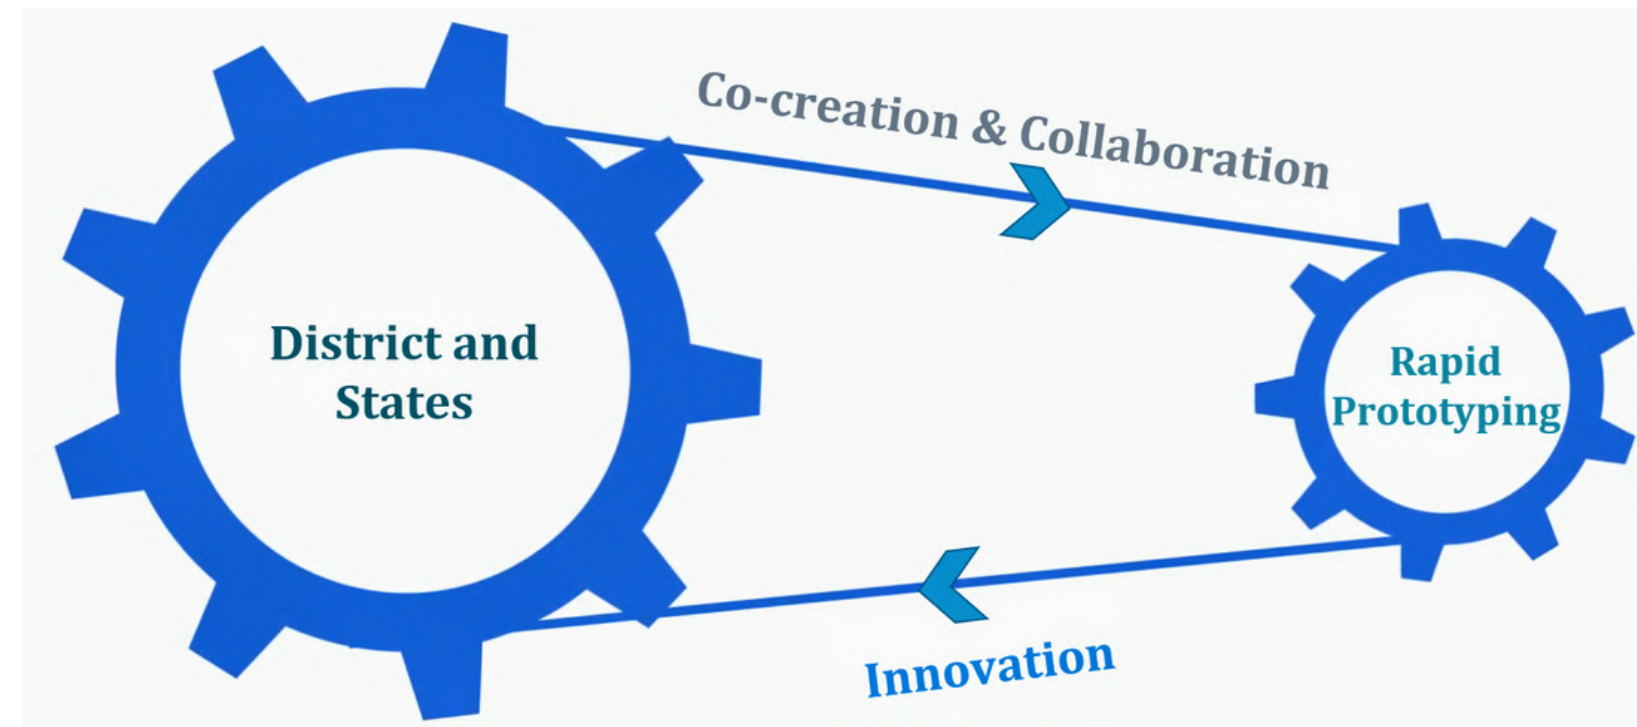 Co-creation & Collaboration
District and
States
Rapid
Prototyping
Innovation